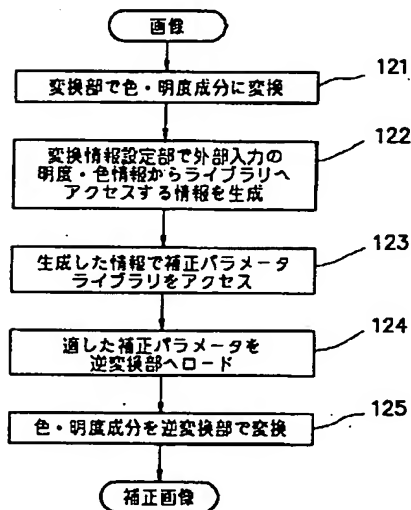 画像
変換部で色・明度成分に変換
121
変換情報設定部で外部入力の
明度・色情報からライブラリへ
アクセスする情報を生成
122
生成した情報で補正パラメータ
ライブラリをアクセス
123
適した補正パラメータを
逆変換部へロード
124
色・明度成分を逆変換部で変換
125
補正画像